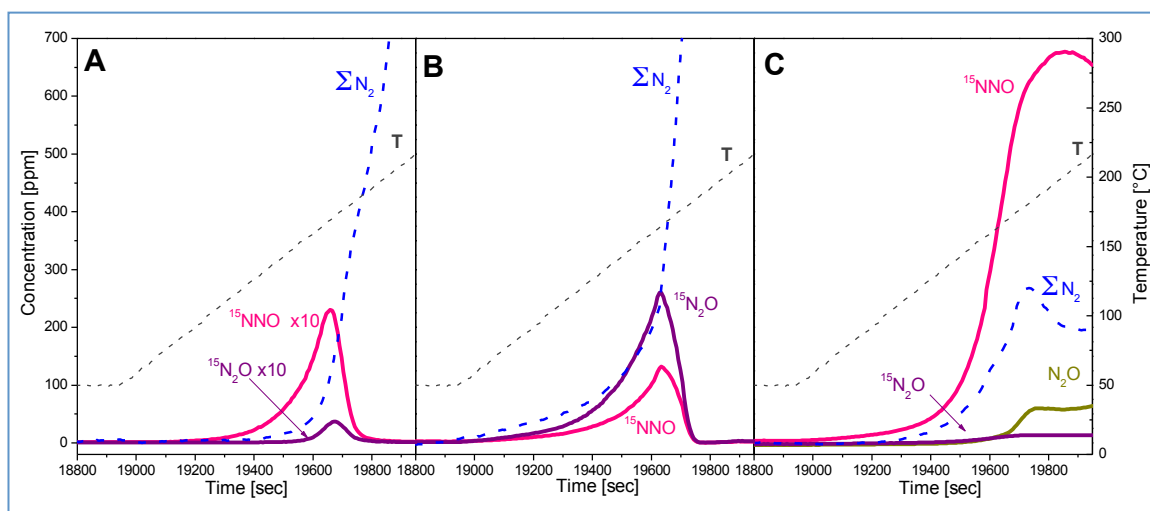 A
B
C
700
600
500
400
300
200
100
0
Concentration [ppm]
ΣN₂
T
¹⁵NNO x10
¹⁵N₂O x10
ΣN₂
T
¹⁵N₂O
¹⁵NNO
¹⁵NNO
T
ΣN₂
¹⁵N₂O
N₂O
300
250
200
150
100
50
0
Temperature [°C]
18800 19000 19200 19400 19600 19800
18800 19000 19200 19400 19600 19800
18800 19000 19200 19400 19600 19800
Time [sec]
Time [sec]
Time [sec]